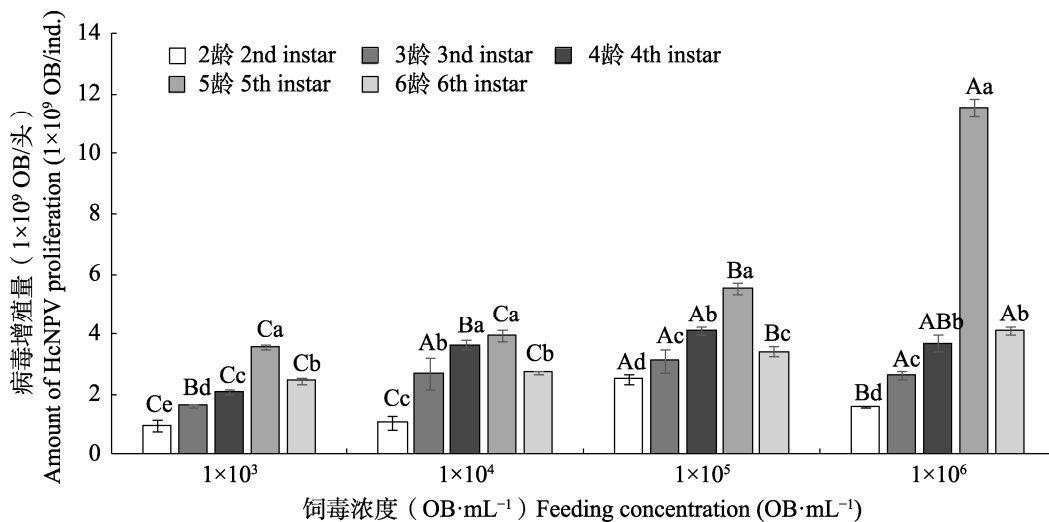 病毒增殖量（1×10⁹ OB/头）
Amount of HcNPV proliferation (1×10⁹ OB/ind.)
14
12
10
8
6
4
2
0
2龄 2nd instar 3龄 3nd instar 4龄 4th instar
5龄 5th instar 6龄 6th instar
Ce Bd Cc Ca Cb
Cc Ab Ba Ca Cb
Ad Ac Ab Ba Bc
Bd Ac ABb Aa Ab
1×10³ 1×10⁴ 1×10⁵ 1×10⁶
饲毒浓度（OB·mL⁻¹）Feeding concentration (OB·mL⁻¹)